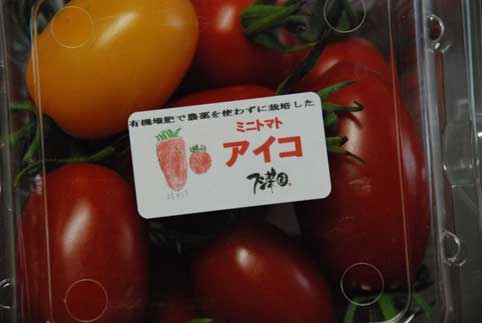 有機堆肥で農薬を使わずに栽培した
ミニトマト
アイコ